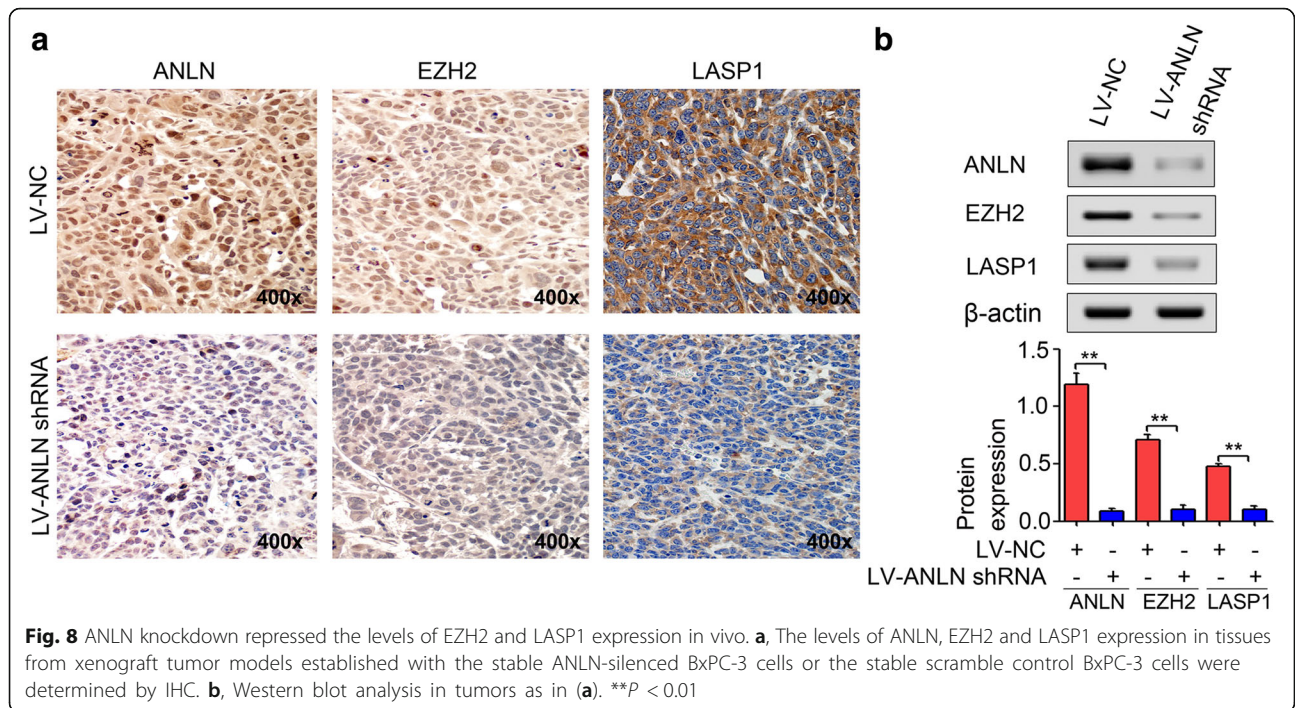 a
ANLN EZH2 LASP1
LV-NC
400x 400x 400x
LV-ANLN shRNA
400x 400x 400x
b
LV-NC
LV-ANLN
shRNA
ANLN
EZH2
LASP1
β-actin
Protein
expression
1.5
1.0
0.5
0.0
** ** **
LV-NC + - + - + -
LV-ANLN shRNA - + - + - +
ANLN EZH2 LASP1
Fig. 8 ANLN knockdown repressed the levels of EZH2 and LASP1 expression in vivo. a, The levels of ANLN, EZH2 and LASP1 expression in tissues
from xenograft tumor models established with the stable ANLN-silenced BxPC-3 cells or the stable scramble control BxPC-3 cells were
determined by IHC. b, Western blot analysis in tumors as in (a). **P < 0.01